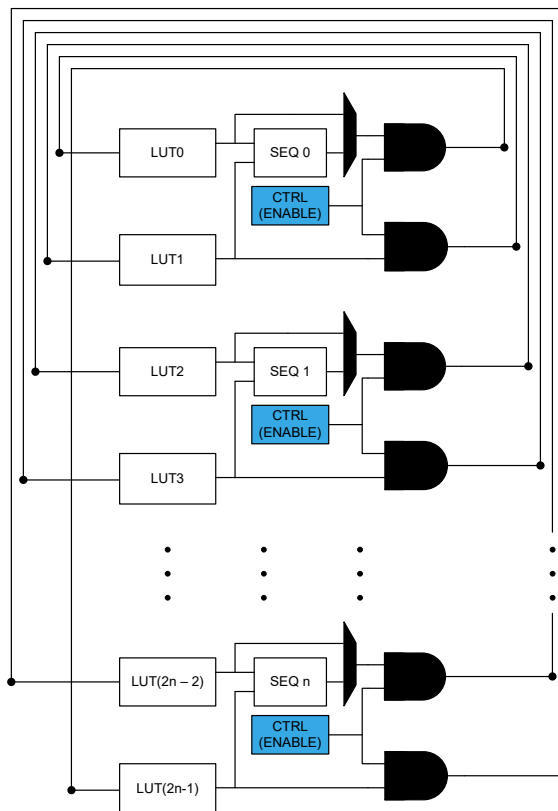 LUT0
SEQ 0
CTRL
(ENABLE)
LUT1
LUT2
SEQ 1
CTRL
(ENABLE)
LUT3
LUT(2n – 2)
SEQ n
CTRL
(ENABLE)
LUT(2n-1)